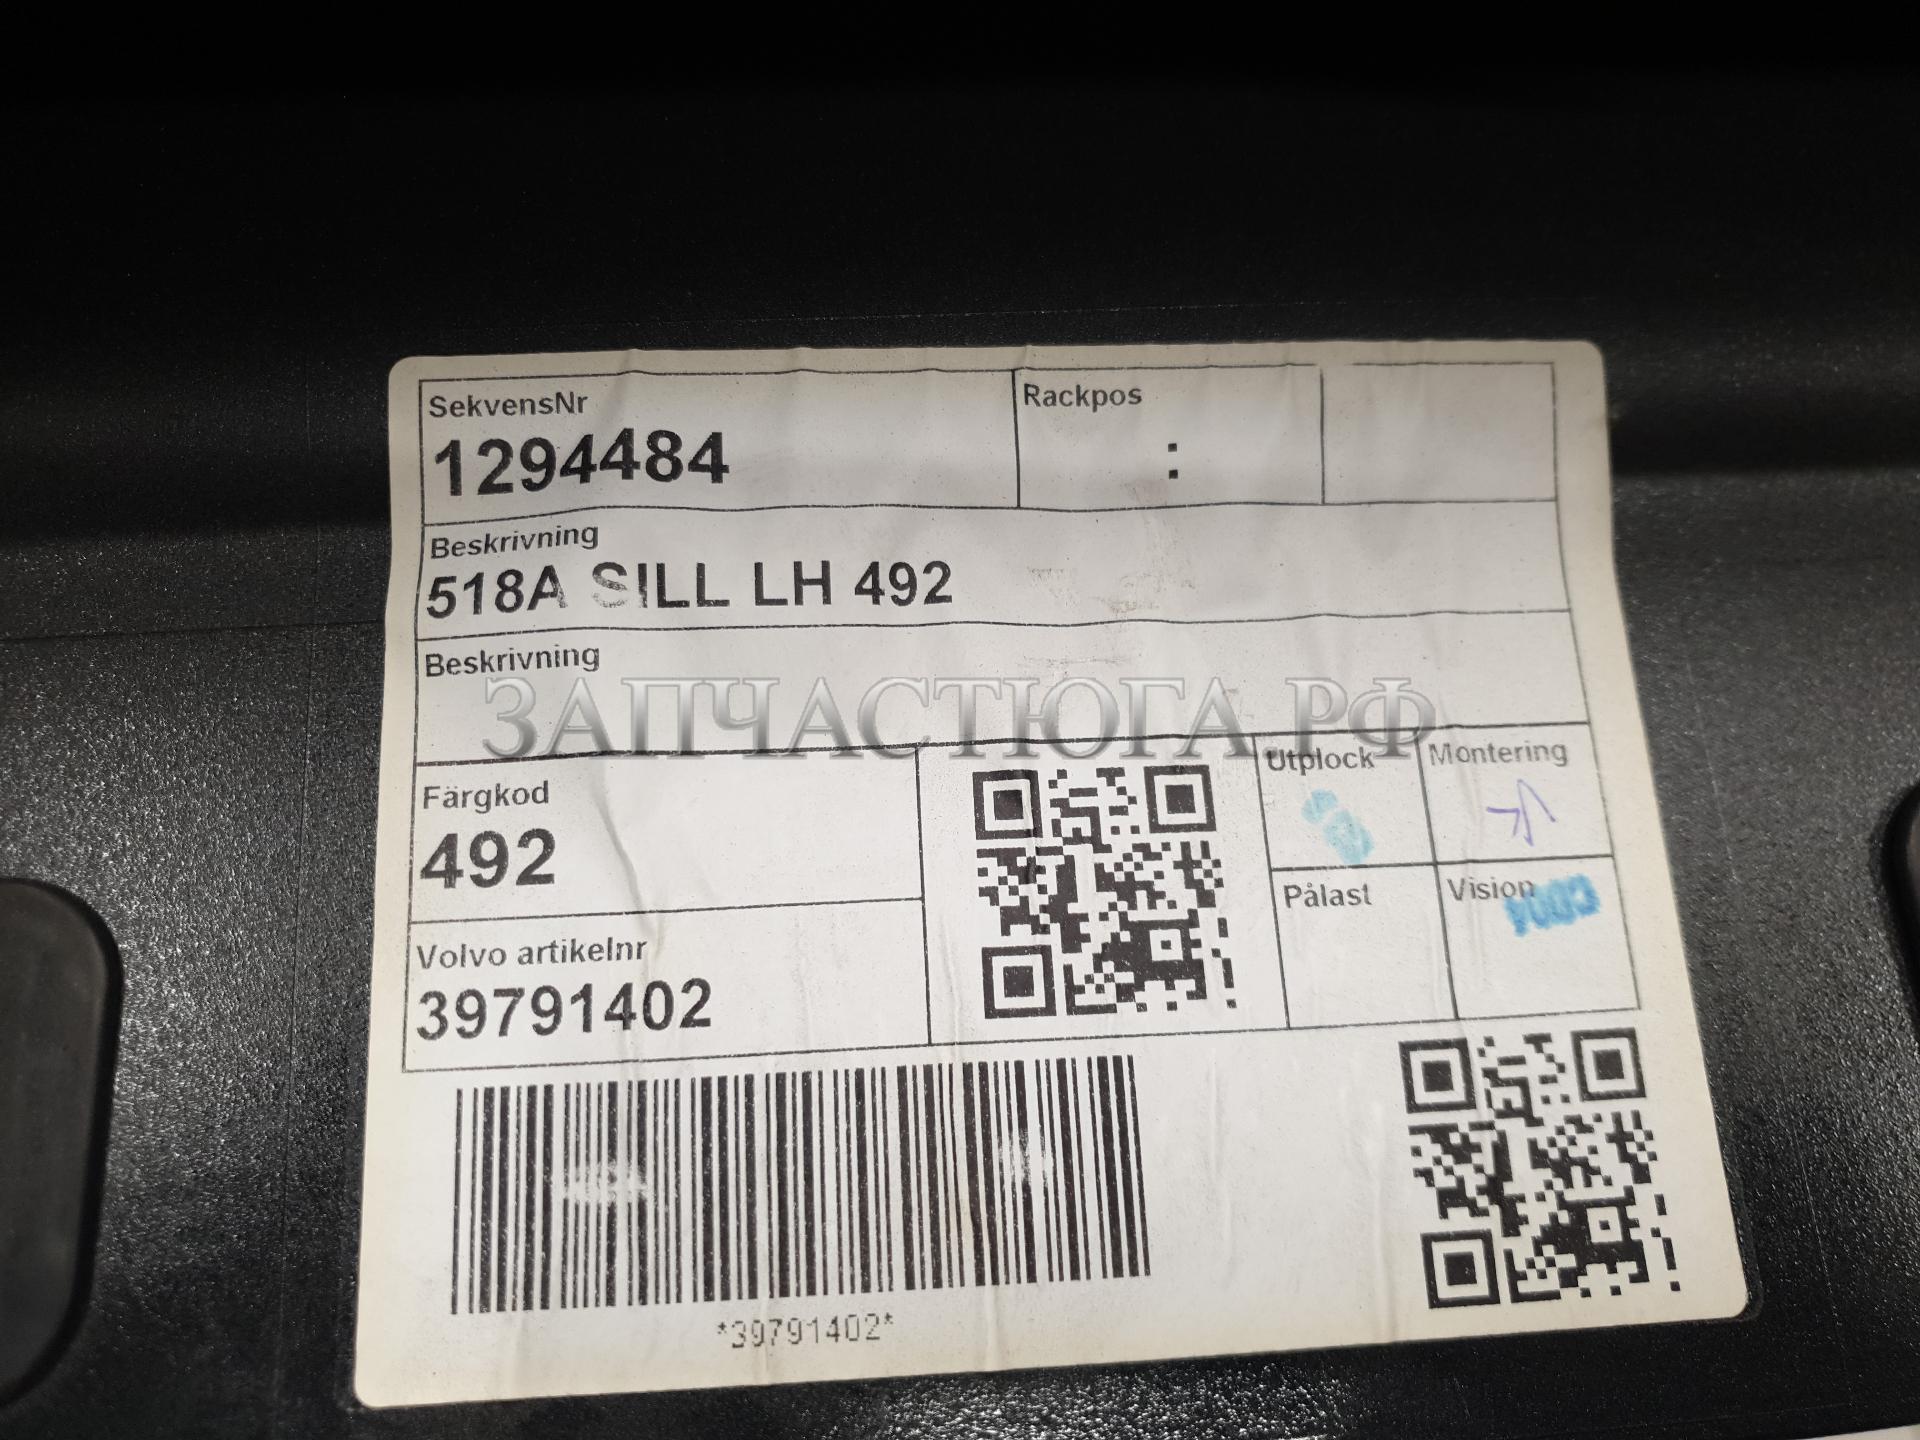 SekvensNr
Rackpos
1294484
:
Beskrivning
518A SILL LH 492
Beskrivning
ЗАПЧАСТЮГА.РФ
Färgkod
492
Utplock
Montering
Pålast
Vision
Volvo artikelnr
39791402
*39791402*